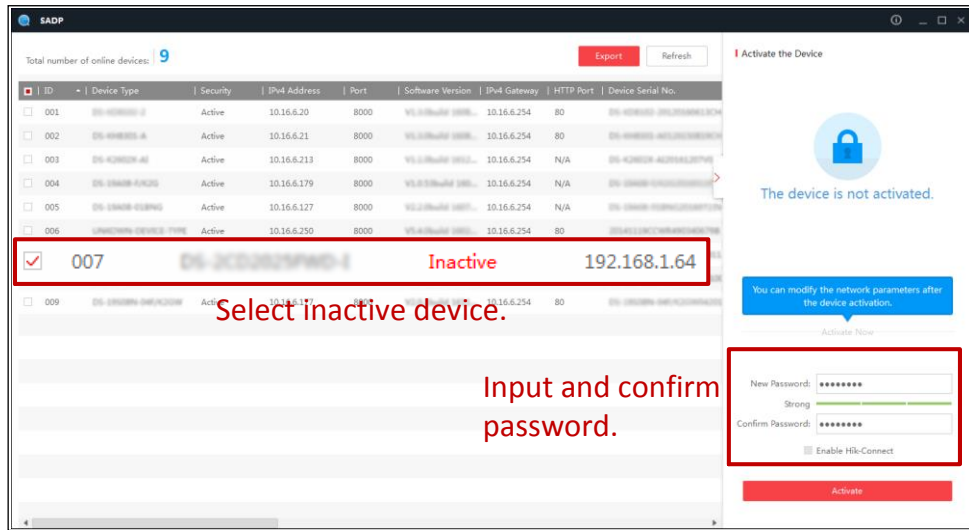 SADP
Total number of online devices: 9
Export
Refresh
ID | Device Type | Security | IPv4 Address | Port | Software Version | IPv4 Gateway | HTTP Port | Device Serial No.
001 Active 10.16.6.20 8000 10.16.6.254 80
002 Active 10.16.6.21 8000 10.16.6.254 80
003 Active 10.16.6.213 8000 10.16.6.254 N/A
004 Active 10.16.6.179 8000 10.16.6.254 N/A
005 Active 10.16.6.127 8000 10.16.6.254 N/A
006 Active 10.16.6.250 8000 10.16.6.254 80
007 Inactive 192.168.1.64
009 10.16.6.254 80
Select inactive device.
Input and confirm
password.
Activate the Device
The device is not activated.
You can modify the network parameters after
the device activation.
Activate Now
New Password: ••••••••
Strong
Confirm Password: ••••••••
Enable Hik-Connect
Activate